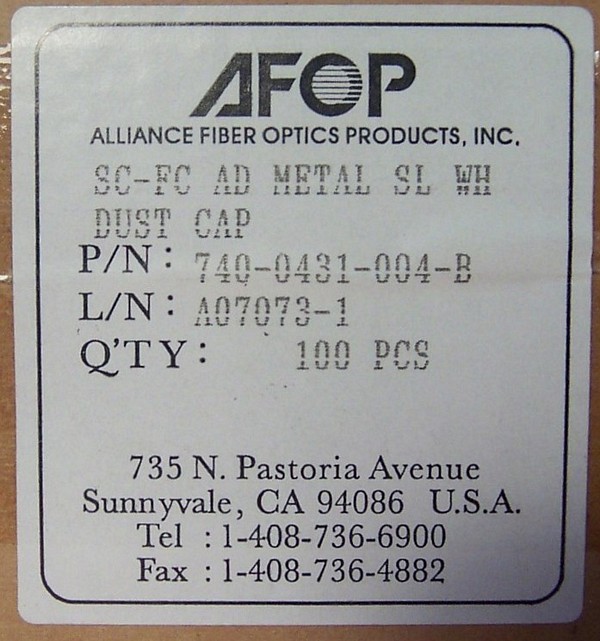 AFOP
ALLIANCE FIBER OPTICS PRODUCTS, INC.
SC-FC AD METAL SL WH
DUST CAP
P/N: 740-0431-004-B
L/N: A07073-1
Q'TY: 100 PCS
735 N. Pastoria Avenue
Sunnyvale, CA 94086 U.S.A.
Tel : 1-408-736-6900
Fax : 1-408-736-4882